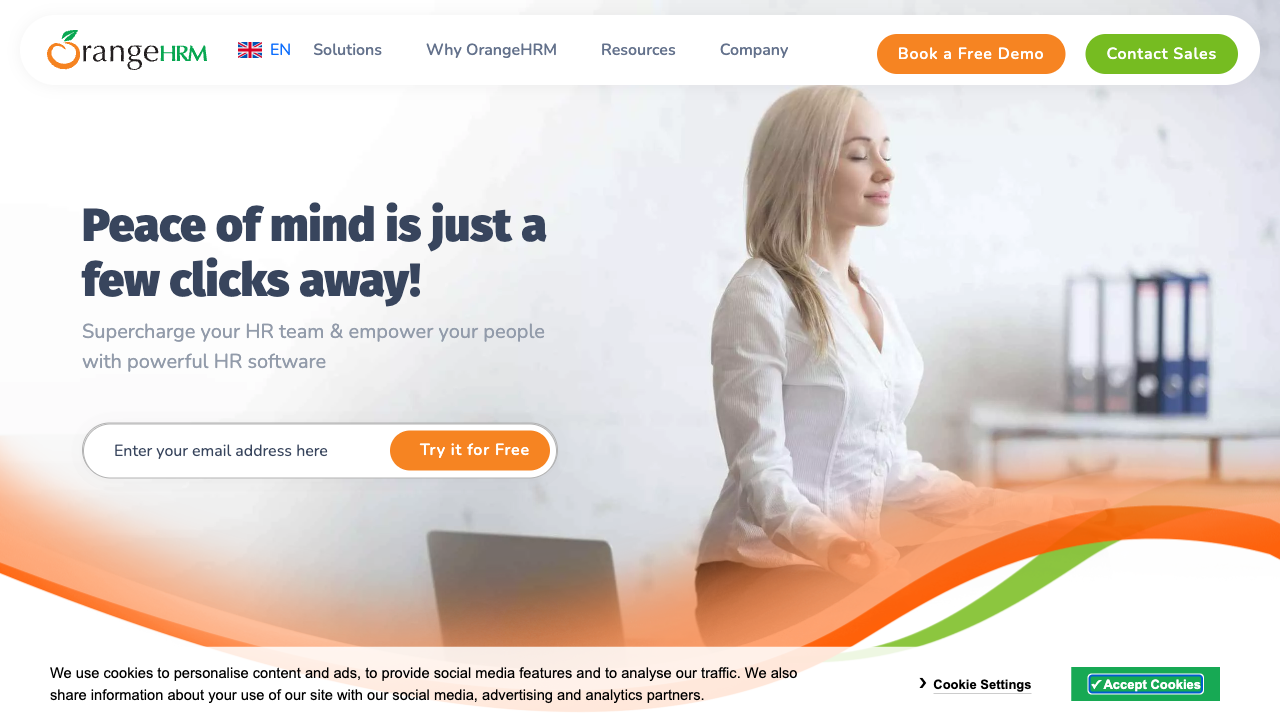 OrangeHRM
EN
Solutions
Why OrangeHRM
Resources
Company
Book a Free Demo
Contact Sales
Peace of mind is just a
few clicks away!
Supercharge your HR team & empower your people
with powerful HR software
Enter your email address here
Try it for Free
We use cookies to personalise content and ads, to provide social media features and to analyse our traffic. We also
share information about your use of our site with our social media, advertising and analytics partners.
Cookie Settings
✓Accept Cookies